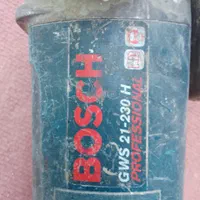 BOSCH
GWS 21-230 H
PROFESSIONAL